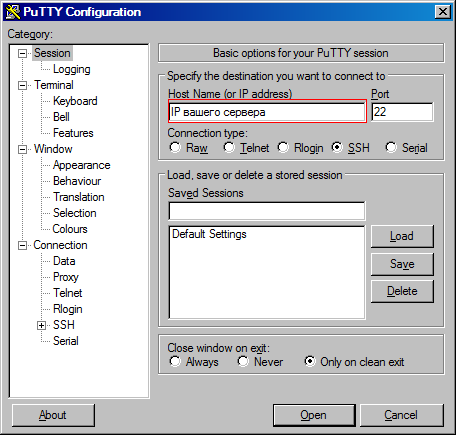 PuTTY Configuration
Category:
Session
Logging
Terminal
Keyboard
Bell
Features
Window
Appearance
Behaviour
Translation
Selection
Colours
Connection
Data
Proxy
Telnet
Rlogin
SSH
Serial
Basic options for your PuTTY session
Specify the destination you want to connect to
Host Name (or IP address) Port
IP вашего сервера 22
Connection type:
Raw Telnet Rlogin SSH Serial
Load, save or delete a stored session
Saved Sessions
Default Settings
Load
Save
Delete
Close window on exit:
Always Never Only on clean exit
About Open Cancel